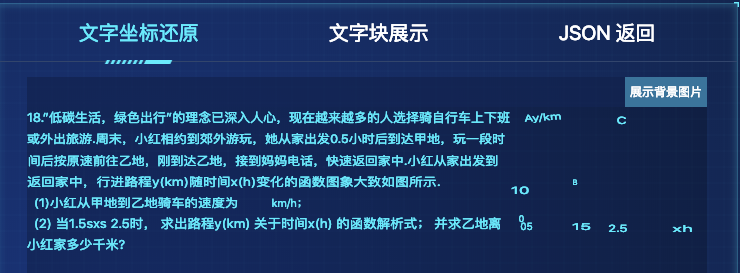 文字坐标还原
文字块展示
JSON 返回
展示背景图片
18."低碳生活，绿色出行"的理念已深入人心，现在越来越多的人选择骑自行车上下班
或外出旅游.周末，小红相约到郊外游玩，她从家出发0.5小时后到达甲地，玩一段时
间后按原速前往乙地，刚到达乙地，接到妈妈电话，快速返回家中.小红从家出发到
返回家中，行进路程y(km)随时间x(h)变化的函数图象大致如图所示.
(1)小红从甲地到乙地骑车的速度为 km/h;
(2) 当1.5sxs 2.5时， 求出路程y(km) 关于时间x(h) 的函数解析式； 并求乙地离
小红家多少千米?
Ay/km
C
10
B
0
05
15
2.5
xh